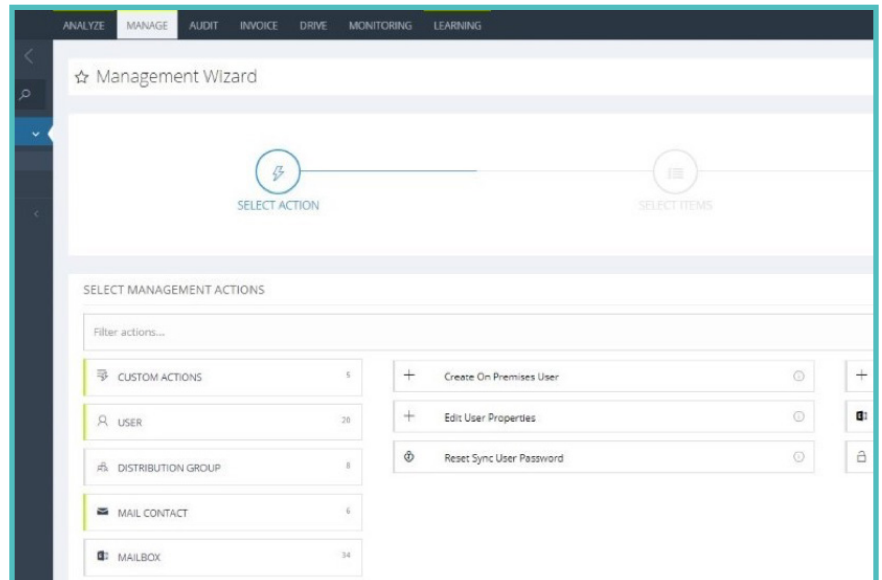 ANALYZE MANAGE AUDIT INVOICE DRIVE MONITORING LEARNING
Management Wizard
SELECT ACTION SELECT ITEMS
SELECT MANAGEMENT ACTIONS
Filter actions...
CUSTOM ACTIONS 5 Create On Premises User
USER 20 Edit User Properties
DISTRIBUTION GROUP 8 Reset Sync User Password
MAIL CONTACT 6
MAILBOX 34